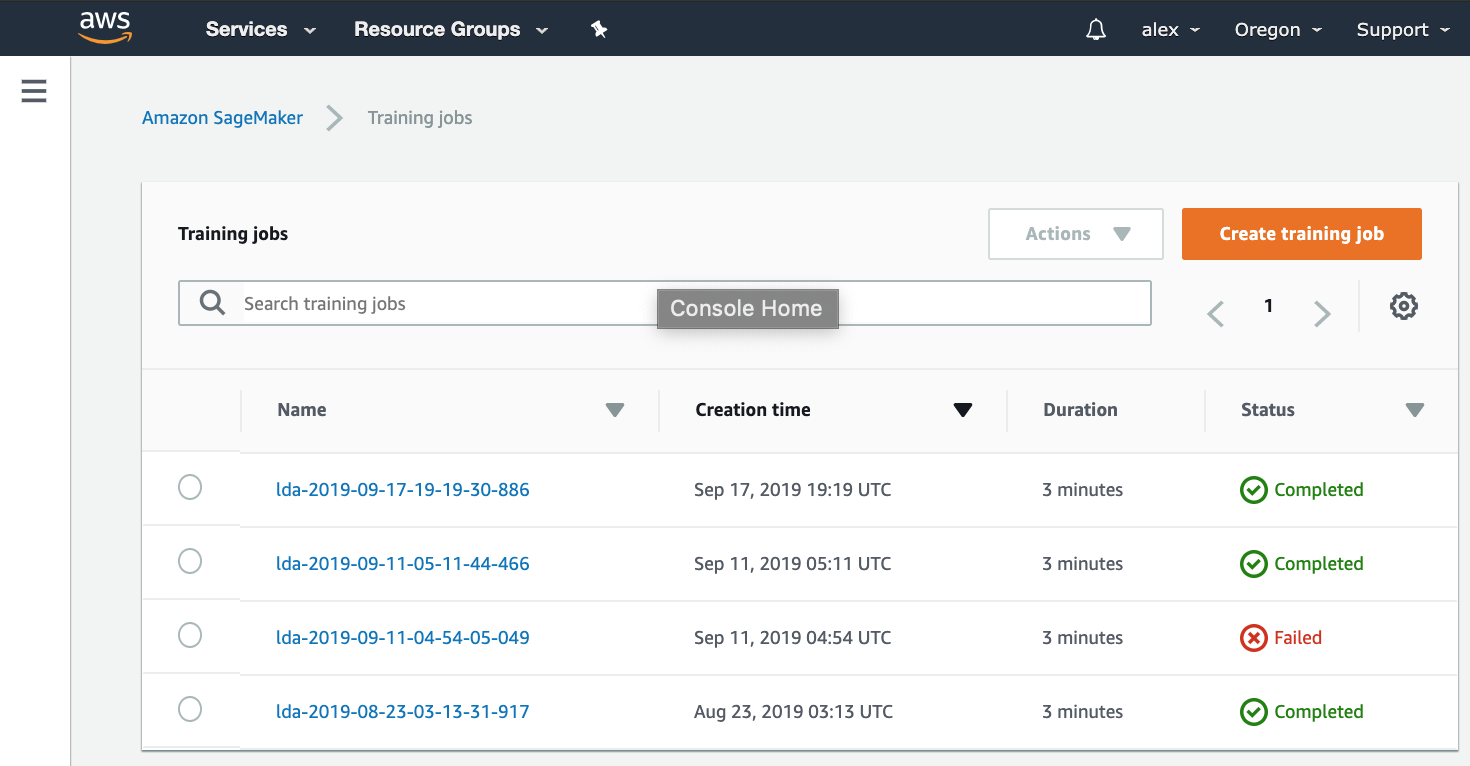 aws Services Resource Groups alex Oregon Support
Amazon SageMaker Training jobs
Training jobs Actions Create training job
Search training jobs Console Home 1
Name Creation time Duration Status
lda-2019-09-17-19-19-30-886 Sep 17, 2019 19:19 UTC 3 minutes Completed
lda-2019-09-11-05-11-44-466 Sep 11, 2019 05:11 UTC 3 minutes Completed
lda-2019-09-11-04-54-05-049 Sep 11, 2019 04:54 UTC 3 minutes Failed
lda-2019-08-23-03-13-31-917 Aug 23, 2019 03:13 UTC 3 minutes Completed